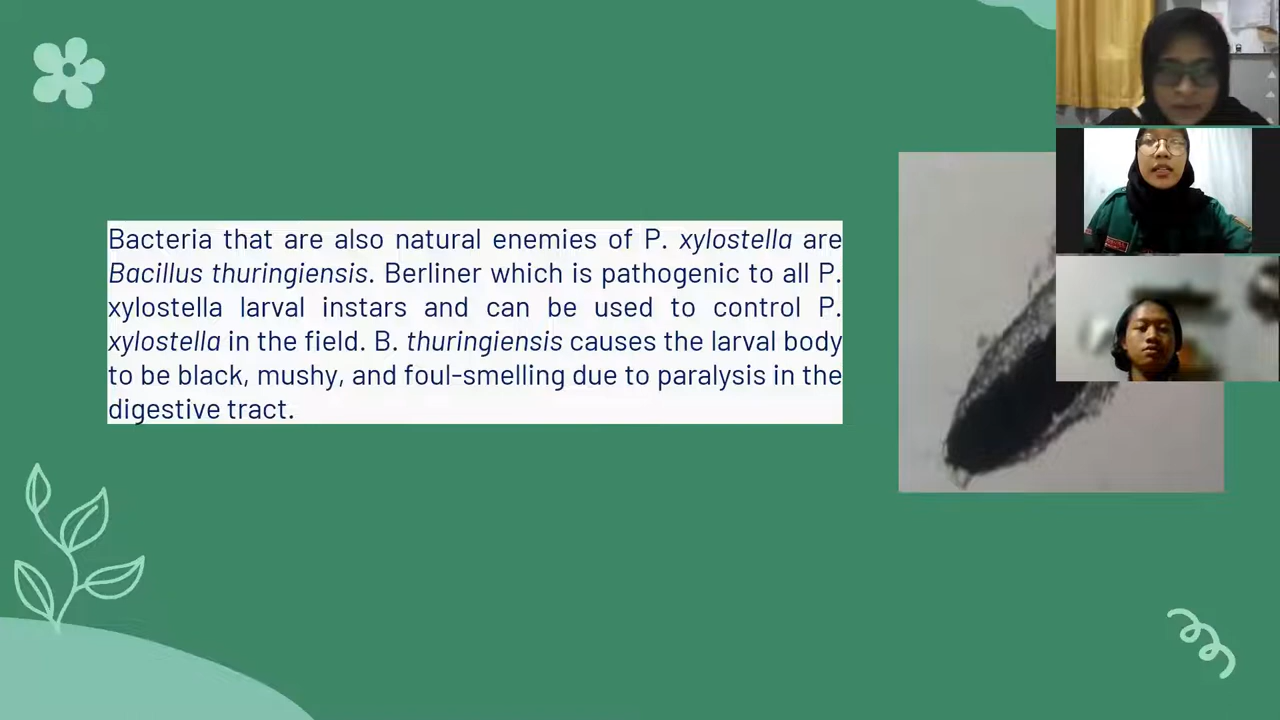 Bacteria that are also natural enemies of P. xylostella are
Bacillus thuringiensis. Berliner which is pathogenic to all P.
xylostella larval instars and can be used to control P.
xylostella in the field. B. thuringiensis causes the larval body
to be black, mushy, and foul-smelling due to paralysis in the
digestive tract.